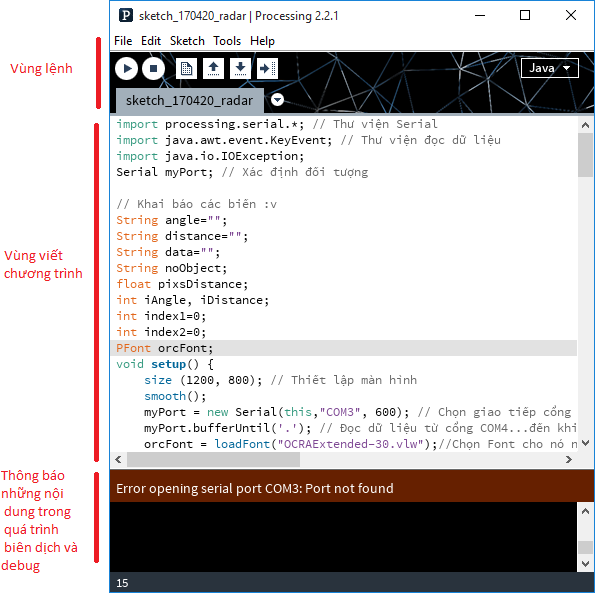 sketch_170420_radar | Processing 2.2.1
File Edit Sketch Tools Help
Vùng lệnh
Java
sketch_170420_radar
import processing.serial.*; // Thư viện Serial
import java.awt.event.KeyEvent; // Thư viện đọc dữ liệu
import java.io.IOException;
Serial myPort; // Xác định đối tượng
// Khai báo các biến :v
String angle="";
String distance="";
String data="";
String noObject;
float pixsDistance;
int iAngle, iDistance;
int index1=0;
int index2=0;
PFont orcFont;
void setup() {
size (1200, 800); // Thiết lập màn hình
smooth();
myPort = new Serial(this,"COM3", 600); // Chọn giao tiếp cổng
myPort.bufferUntil('.'); // Đọc dữ liệu từ cổng COM4...đến khi
orcFont = loadFont("OCRAExtended-30.vlw");//Chọn Font cho nó n
Vùng viết
chương trình
Thông báo
những nội
dung trong
quá trình
biên dịch và
debug
Error opening serial port COM3: Port not found
15